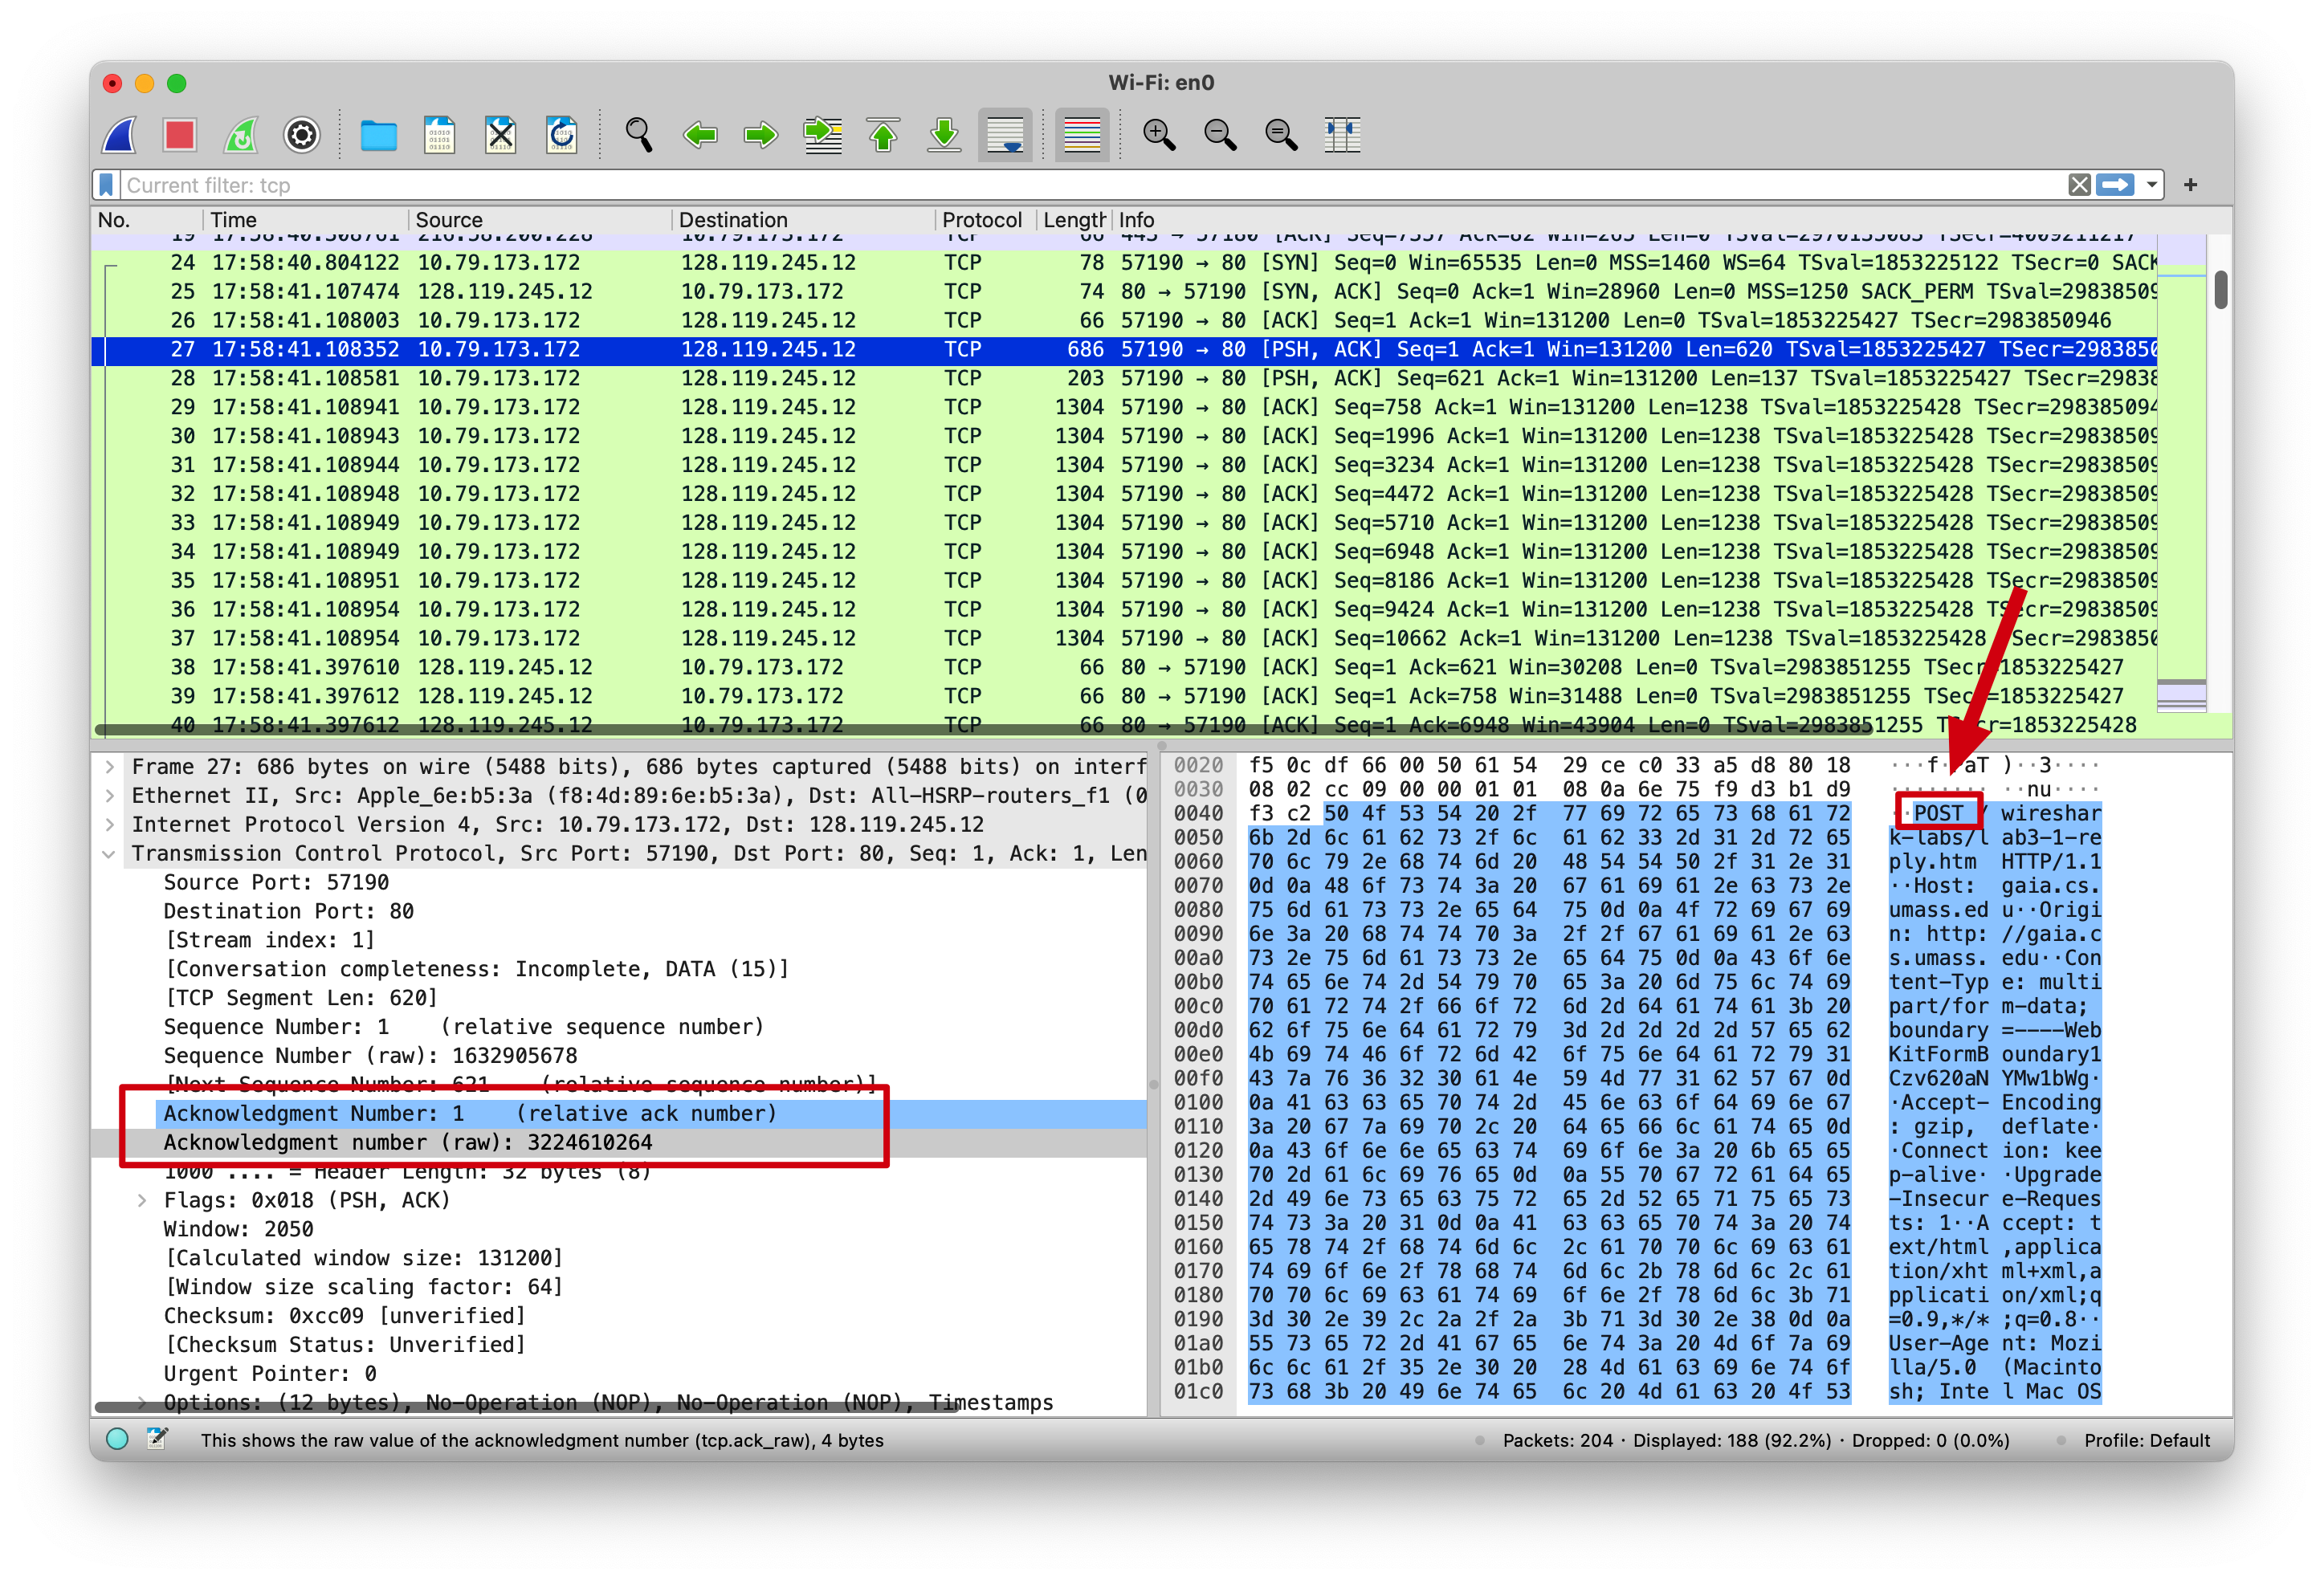 Wi-Fi: en0
Current filter: tcp
No. Time Source Destination Protocol Length Info
19 17:58:40.308761 216.58.200.228 10.79.173.172 TCP 66 443 → 57180 [ACK] Seq=7357 Ack=82 Win=265 Len=0
24 17:58:40.804122 10.79.173.172 128.119.245.12 TCP 78 57190 → 80 [SYN] Seq=0 Win=65535 Len=0 MSS=1460 WS=64 TSval=1853225122 TSecr=0 SACK
25 17:58:41.107474 128.119.245.12 10.79.173.172 TCP 74 80 → 57190 [SYN, ACK] Seq=0 Ack=1 Win=28960 Len=0 MSS=1250 SACK_PERM TSval=29838509
26 17:58:41.108003 10.79.173.172 128.119.245.12 TCP 66 57190 → 80 [ACK] Seq=1 Ack=1 Win=131200 Len=0 TSval=1853225427 TSecr=2983850946
27 17:58:41.108352 10.79.173.172 128.119.245.12 TCP 686 57190 → 80 [PSH, ACK] Seq=1 Ack=1 Win=131200 Len=620 TSval=1853225427 TSecr=2983850
28 17:58:41.108581 10.79.173.172 128.119.245.12 TCP 203 57190 → 80 [PSH, ACK] Seq=621 Ack=1 Win=131200 Len=137 TSval=1853225427 TSecr=29838
29 17:58:41.108941 10.79.173.172 128.119.245.12 TCP 1304 57190 → 80 [ACK] Seq=758 Ack=1 Win=131200 Len=1238 TSval=1853225428 TSecr=298385094
30 17:58:41.108943 10.79.173.172 128.119.245.12 TCP 1304 57190 → 80 [ACK] Seq=1996 Ack=1 Win=131200 Len=1238 TSval=1853225428 TSecr=29838509
31 17:58:41.108944 10.79.173.172 128.119.245.12 TCP 1304 57190 → 80 [ACK] Seq=3234 Ack=1 Win=131200 Len=1238 TSval=1853225428 TSecr=29838509
32 17:58:41.108948 10.79.173.172 128.119.245.12 TCP 1304 57190 → 80 [ACK] Seq=4472 Ack=1 Win=131200 Len=1238 TSval=1853225428 TSecr=29838509
33 17:58:41.108949 10.79.173.172 128.119.245.12 TCP 1304 57190 → 80 [ACK] Seq=5710 Ack=1 Win=131200 Len=1238 TSval=1853225428 TSecr=29838509
34 17:58:41.108949 10.79.173.172 128.119.245.12 TCP 1304 57190 → 80 [ACK] Seq=6948 Ack=1 Win=131200 Len=1238 TSval=1853225428 TSecr=29838509
35 17:58:41.108951 10.79.173.172 128.119.245.12 TCP 1304 57190 → 80 [ACK] Seq=8186 Ack=1 Win=131200 Len=1238 TSval=1853225428 TSecr=29838509
36 17:58:41.108954 10.79.173.172 128.119.245.12 TCP 1304 57190 → 80 [ACK] Seq=9424 Ack=1 Win=131200 Len=1238 TSval=1853225428 TSecr=29838509
37 17:58:41.108954 10.79.173.172 128.119.245.12 TCP 1304 57190 → 80 [ACK] Seq=10662 Ack=1 Win=131200 Len=1238 TSval=1853225428 TSecr=2983850
38 17:58:41.397610 128.119.245.12 10.79.173.172 TCP 66 80 → 57190 [ACK] Seq=1 Ack=621 Win=30208 Len=0 TSval=2983851255 TSecr=1853225427
39 17:58:41.397612 128.119.245.12 10.79.173.172 TCP 66 80 → 57190 [ACK] Seq=1 Ack=758 Win=31488 Len=0 TSval=2983851255 TSecr=1853225427
40 17:58:41.397612 128.119.245.12 10.79.173.172 TCP 66 80 → 57190 [ACK] Seq=1 Ack=6948 Win=43904 Len=0 TSval=2983851255 TSecr=1853225428
Frame 27: 686 bytes on wire (5488 bits), 686 bytes captured (5488 bits) on interf
Ethernet II, Src: Apple_6e:b5:3a (f8:4d:89:6e:b5:3a), Dst: All-HSRP-routers_f1 (0
Internet Protocol Version 4, Src: 10.79.173.172, Dst: 128.119.245.12
Transmission Control Protocol, Src Port: 57190, Dst Port: 80, Seq: 1, Ack: 1, Len
Source Port: 57190
Destination Port: 80
[Stream index: 1]
[Conversation completeness: Incomplete, DATA (15)]
[TCP Segment Len: 620]
Sequence Number: 1 (relative sequence number)
Sequence Number (raw): 1632905678
[Next Sequence Number: 621 (relative sequence number)]
Acknowledgment Number: 1 (relative ack number)
Acknowledgment number (raw): 3224610264
1000 .... = Header Length: 32 bytes (8)
Flags: 0x018 (PSH, ACK)
Window: 2050
[Calculated window size: 131200]
[Window size scaling factor: 64]
Checksum: 0xcc09 [unverified]
[Checksum Status: Unverified]
Urgent Pointer: 0
Options: (12 bytes), No-Operation (NOP), No-Operation (NOP), Timestamps
0020 f5 0c df 66 00 50 61 54 29 ce c0 33 a5 d8 80 18 ···f·PaT )··3····
0030 08 02 cc 09 00 00 01 01 08 0a 6e 75 f9 d3 b1 d9 ········ ··nu····
0040 f3 c2 50 4f 53 54 20 2f 77 69 72 65 73 68 61 72 ··POST / wireshar
0050 6b 2d 6c 61 62 73 2f 6c 61 62 33 2d 31 2d 72 65 k-labs/l ab3-1-re
0060 70 6c 79 2e 68 74 6d 20 48 54 54 50 2f 31 2e 31 ply.htm HTTP/1.1
0070 0d 0a 48 6f 73 74 3a 20 67 61 69 61 2e 63 73 2e ··Host: gaia.cs.
0080 75 6d 61 73 73 2e 65 64 75 0d 0a 4f 72 69 67 69 umass.ed u··Origi
0090 6e 3a 20 68 74 74 70 3a 2f 2f 67 61 69 61 2e 63 n: http: //gaia.c
00a0 73 2e 75 6d 61 73 73 2e 65 64 75 0d 0a 43 6f 6e s.umass. edu··Con
00b0 74 65 6e 74 2d 54 79 70 65 3a 20 6d 75 6c 74 69 tent-Typ e: multi
00c0 70 61 72 74 2f 66 6f 72 6d 2d 64 61 74 61 3b 20 part/for m-data;
00d0 62 6f 75 6e 64 61 72 79 3d 2d 2d 2d 2d 57 65 62 boundary =----Web
00e0 4b 69 74 46 6f 72 6d 42 6f 75 6e 64 61 72 79 31 KitFormB oundary1
00f0 43 7a 76 36 32 30 61 4e 59 4d 77 31 62 57 67 0d Czv620aN YMw1bWg·
0100 0a 41 63 63 65 70 74 2d 45 6e 63 6f 64 69 6e 67 ·Accept- Encoding
0110 3a 20 67 7a 69 70 2c 20 64 65 66 6c 61 74 65 0d : gzip, deflate·
0120 0a 43 6f 6e 6e 65 63 74 69 6f 6e 3a 20 6b 65 65 ·Connect ion: kee
0130 70 2d 61 6c 69 76 65 0d 0a 55 70 67 72 61 64 65 p-alive· ·Upgrade
0140 2d 49 6e 73 65 63 75 72 65 2d 52 65 71 75 65 73 -Insecur e-Reques
0150 74 73 3a 20 31 0d 0a 41 63 63 65 70 74 3a 20 74 ts: 1··A ccept: t
0160 65 78 74 2f 68 74 6d 6c 2c 61 70 70 6c 69 63 61 ext/html ,applica
0170 74 69 6f 6e 2f 78 68 74 6d 6c 2b 78 6d 6c 2c 61 tion/xht ml+xml,a
0180 70 70 6c 69 63 61 74 69 6f 6e 2f 78 6d 6c 3b 71 pplicati on/xml;q
0190 3d 30 2e 39 2c 2a 2f 2a 3b 71 3d 30 2e 38 0d 0a =0.9,*/* ;q=0.8··
01a0 55 73 65 72 2d 41 67 65 6e 74 3a 20 4d 6f 7a 69 User-Age nt: Mozi
01b0 6c 6c 61 2f 35 2e 30 20 28 4d 61 63 69 6e 74 6f lla/5.0 (Macinto
01c0 73 68 3b 20 49 6e 74 65 6c 20 4d 61 63 20 4f 53 sh; Inte l Mac OS
This shows the raw value of the acknowledgment number (tcp.ack_raw), 4 bytes
Packets: 204 · Displayed: 188 (92.2%) · Dropped: 0 (0.0%)
Profile: Default